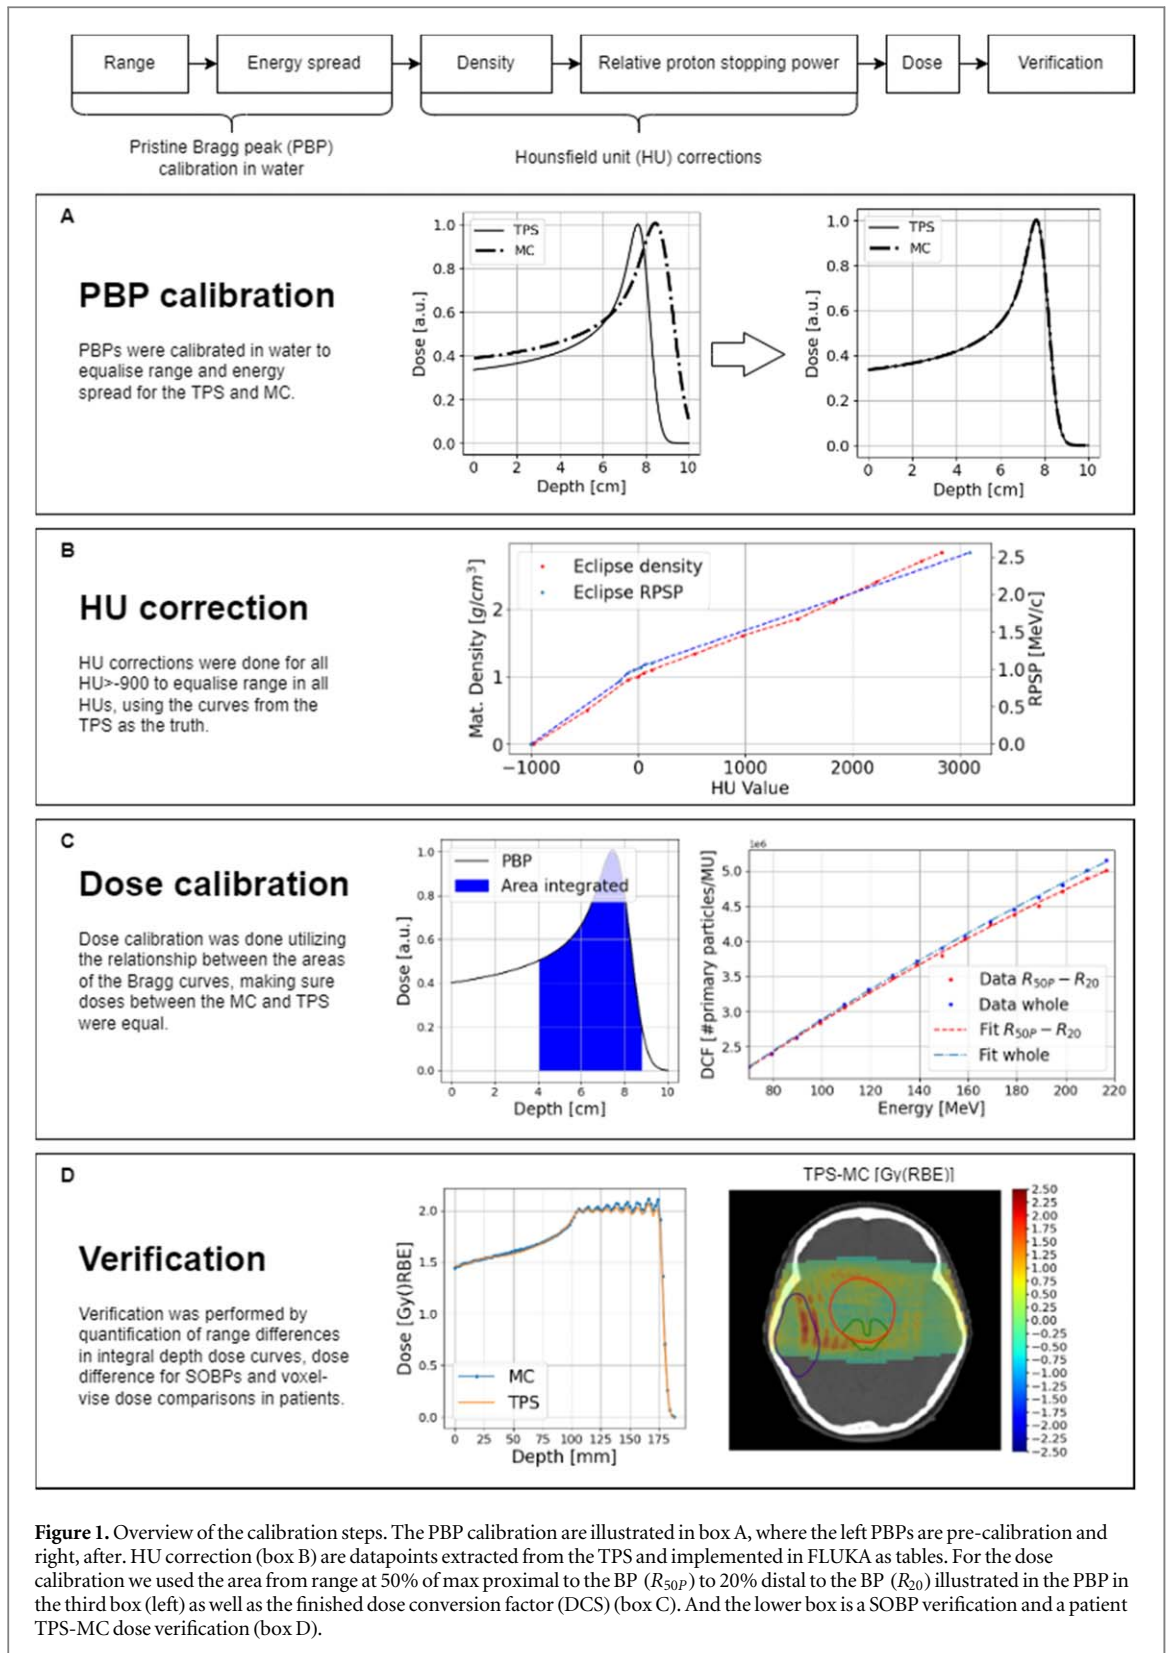 Range
Energy spread
Density
Relative proton stopping power
Dose
Verification
Pristine Bragg peak (PBP)
calibration in water
Hounsfield unit (HU) corrections
A
PBP calibration
PBPs were calibrated in water to
equalise range and energy
spread for the TPS and MC.
TPS
MC
1.0
0.8
0.6
0.4
0.2
0.0
Dose [a.u.]
0 2 4 6 8 10
Depth [cm]
TPS
MC
1.0
0.8
0.6
0.4
0.2
0.0
Dose [a.u.]
0 2 4 6 8 10
Depth [cm]
B
HU correction
HU corrections were done for all
HU>-900 to equalise range in all
HUs, using the curves from the
TPS as the truth.
Eclipse density
Eclipse RPSP
Mat. Density [g/cm³]
2
1
0
2.5
2.0
1.5
1.0
0.5
0.0
RPSP [MeV/c]
−1000 0 1000 2000 3000
HU Value
C
Dose calibration
Dose calibration was done utilizing
the relationship between the areas
of the Bragg curves, making sure
doses between the MC and TPS
were equal.
PBP
Area integrated
1.0
0.8
0.6
0.4
0.2
0.0
Dose [a.u.]
0 2 4 6 8 10
Depth [cm]
1e6
5.0
4.5
4.0
3.5
3.0
2.5
DCF [#primary particles/MU]
Data R50P − R20
Data whole
Fit R50P − R20
Fit whole
80 100 120 140 160 180 200 220
Energy [MeV]
D
Verification
Verification was performed by
quantification of range differences
in integral depth dose curves, dose
difference for SOBPs and voxel-
vise dose comparisons in patients.
2.0
1.5
1.0
0.5
0.0
Dose [Gy()RBE]
MC
TPS
0 25 50 75 100 125 150 175
Depth [mm]
TPS-MC [Gy(RBE)]
2.50
2.25
2.00
1.75
1.50
1.25
1.00
0.75
0.50
0.25
0.00
−0.25
−0.50
−0.75
−1.00
−1.25
−1.50
−1.75
−2.00
−2.25
−2.50
Figure 1. Overview of the calibration steps. The PBP calibration are illustrated in box A, where the left PBPs are pre-calibration and
right, after. HU correction (box B) are datapoints extracted from the TPS and implemented in FLUKA as tables. For the dose
calibration we used the area from range at 50% of max proximal to the BP (R50P) to 20% distal to the BP (R20) illustrated in the PBP in
the third box (left) as well as the finished dose conversion factor (DCS) (box C). And the lower box is a SOBP verification and a patient
TPS-MC dose verification (box D).